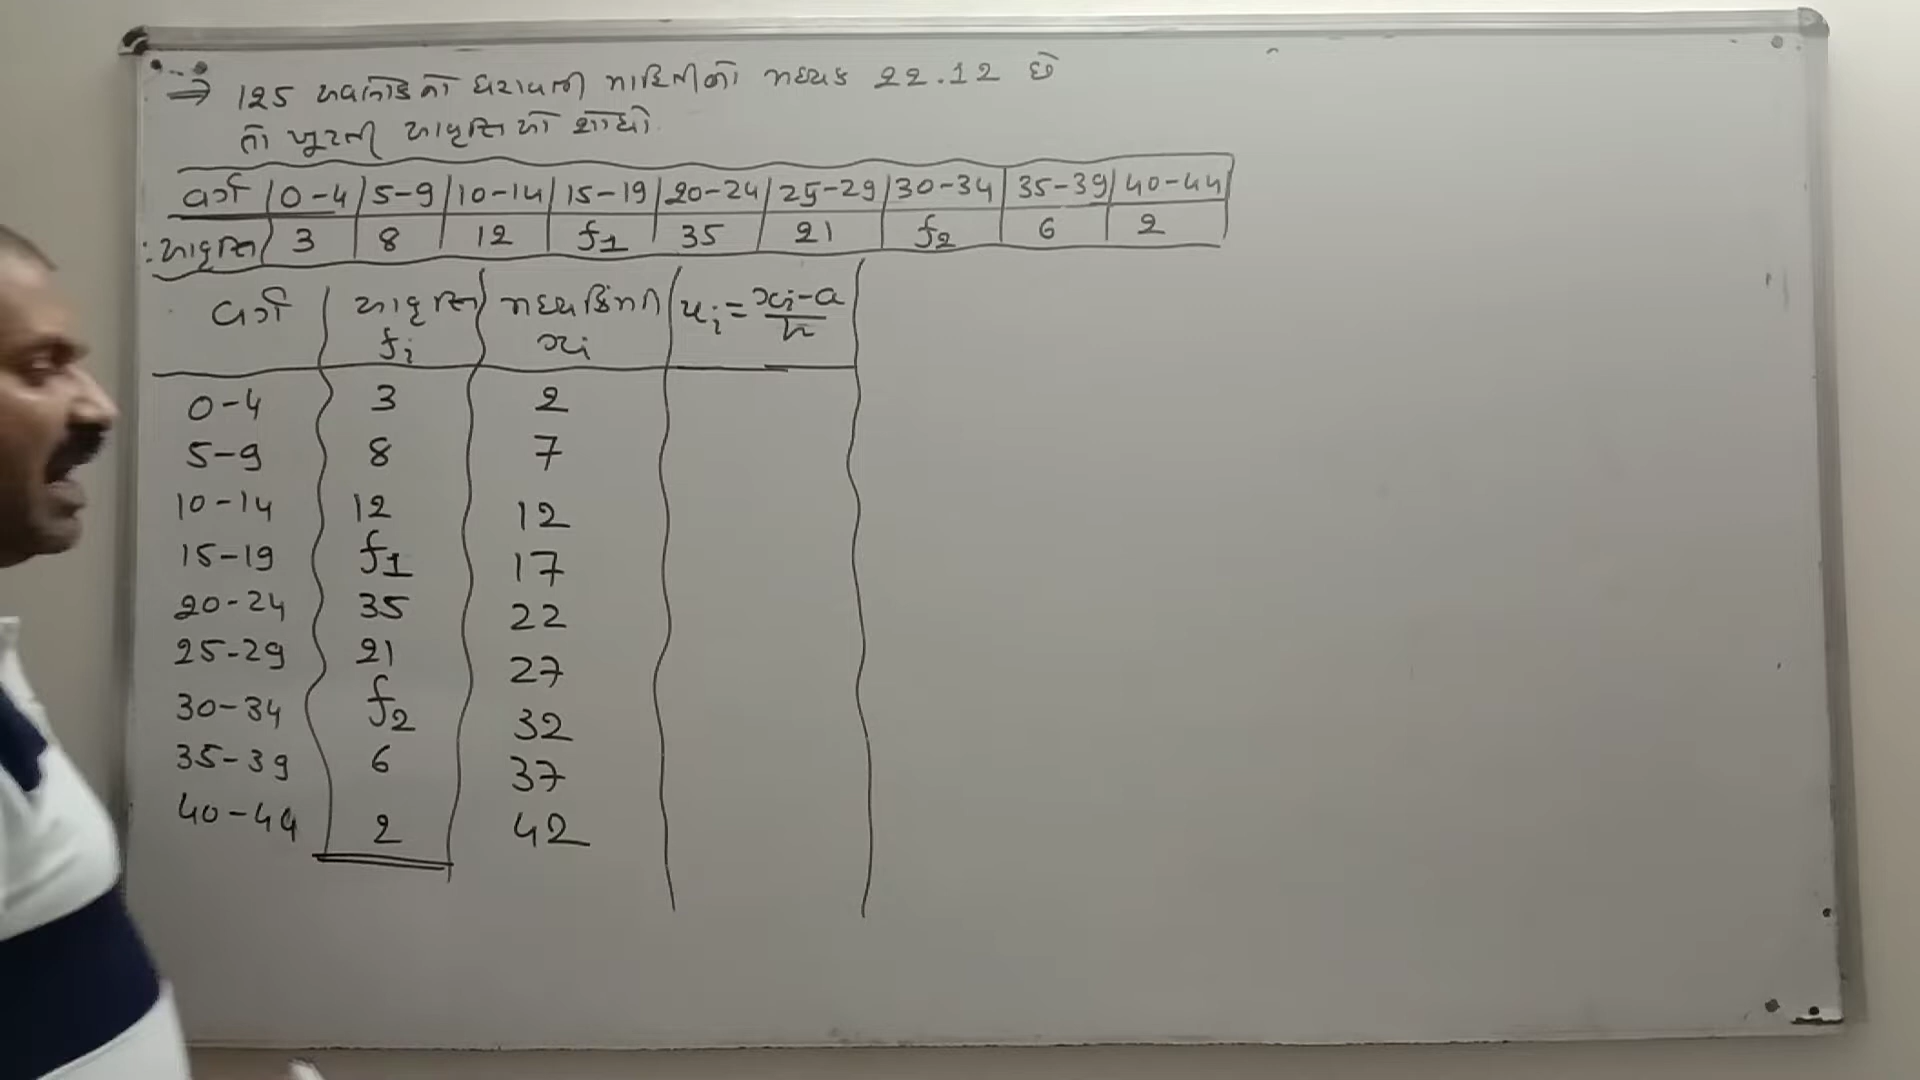 ⇒ 125 અવલોકનો ધરાવતી માહિતીનો મધ્યક 22.12 છે
તો ખૂટતી આવૃત્તિઓ શોધો.
વર્ગ 0-4 5-9 10-14 15-19 20-24 25-29 30-34 35-39 40-44
આવૃત્તિ 3 8 12 f1 35 21 f2 6 2
વર્ગ આવૃત્તિ fi મધ્યકિંમત xi ui = xi-a / h
0-4 3 2
5-9 8 7
10-14 12 12
15-19 f1 17
20-24 35 22
25-29 21 27
30-34 f2 32
35-39 6 37
40-44 2 42